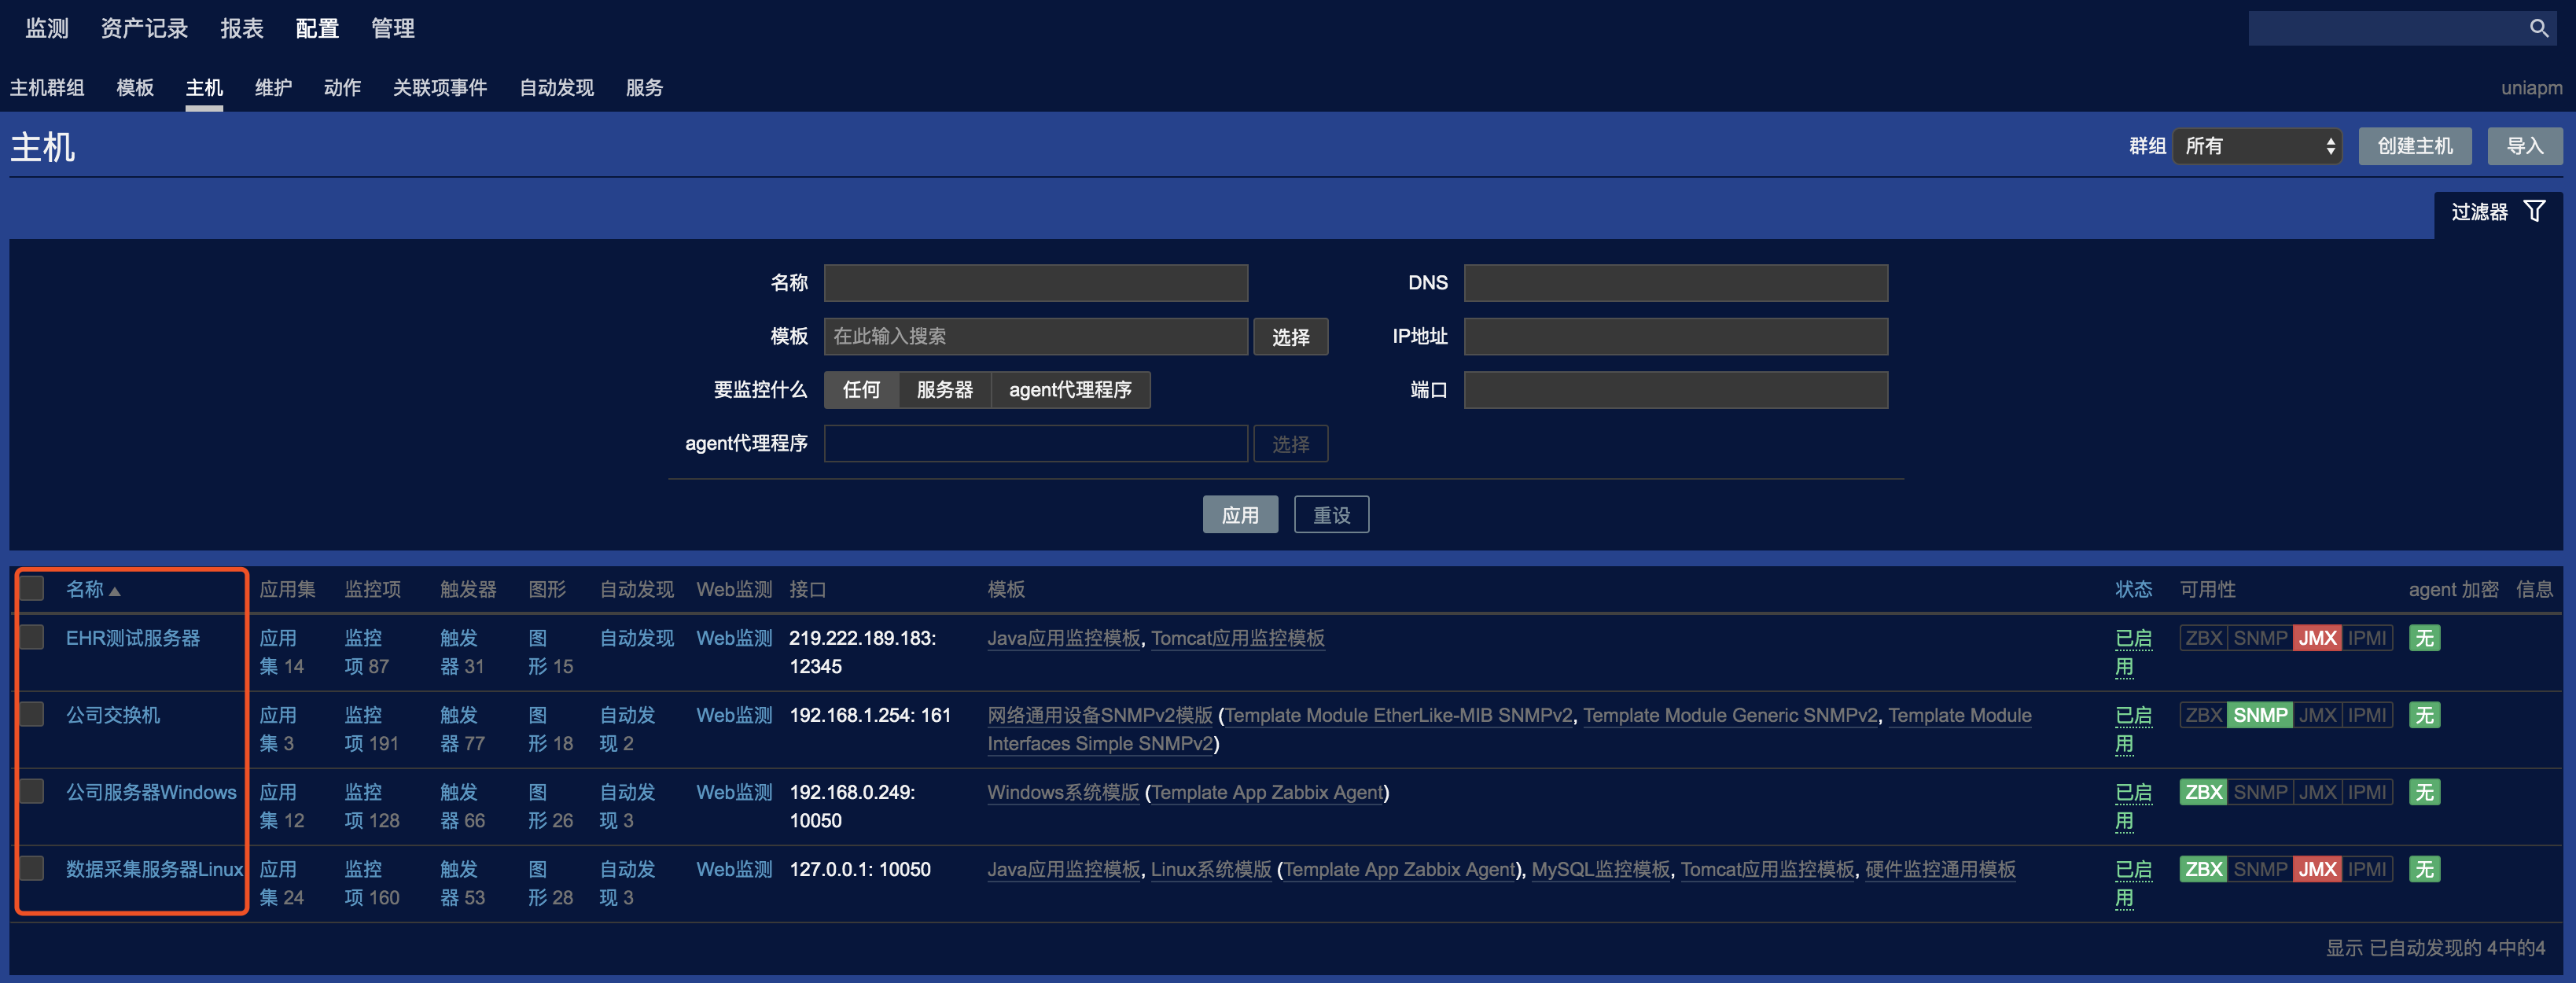 监测 资产记录 报表 配置 管理
主机群组 模板 主机 维护 动作 关联项事件 自动发现 服务 uniapm
主机 群组 所有 创建主机 导入
过滤器
名称 DNS
模板 在此输入搜索 选择 IP地址
要监控什么 任何 服务器 agent代理程序 端口
agent代理程序 选择
应用 重设
名称 应用集 监控项 触发器 图形 自动发现 Web监测 接口 模板 状态 可用性 agent 加密 信息
EHR测试服务器 应用 监控 触发 图 自动发现 Web监测 219.222.189.183: Java应用监控模板, Tomcat应用监控模板 已启 ZBX SNMP JMX IPMI 无
集 14 项 87 器 31 形 15 12345 用
公司交换机 应用 监控 触发 图 自动发 Web监测 192.168.1.254: 161 网络通用设备SNMPv2模版 (Template Module EtherLike-MIB SNMPv2, Template Module Generic SNMPv2, Template Module 已启 ZBX SNMP JMX IPMI 无
集 3 项 191 器 77 形 18 现 2 Interfaces Simple SNMPv2) 用
公司服务器Windows 应用 监控 触发 图 自动发 Web监测 192.168.0.249: Windows系统模版 (Template App Zabbix Agent) 已启 ZBX SNMP JMX IPMI 无
集 12 项 128 器 66 形 26 现 3 10050 用
数据采集服务器Linux 应用 监控 触发 图 自动发 Web监测 127.0.0.1: 10050 Java应用监控模板, Linux系统模版 (Template App Zabbix Agent), MySQL监控模板, Tomcat应用监控模板, 硬件监控通用模板 已启 ZBX SNMP JMX IPMI 无
集 24 项 160 器 53 形 28 现 3 用
显示 已自动发现的 4中的4